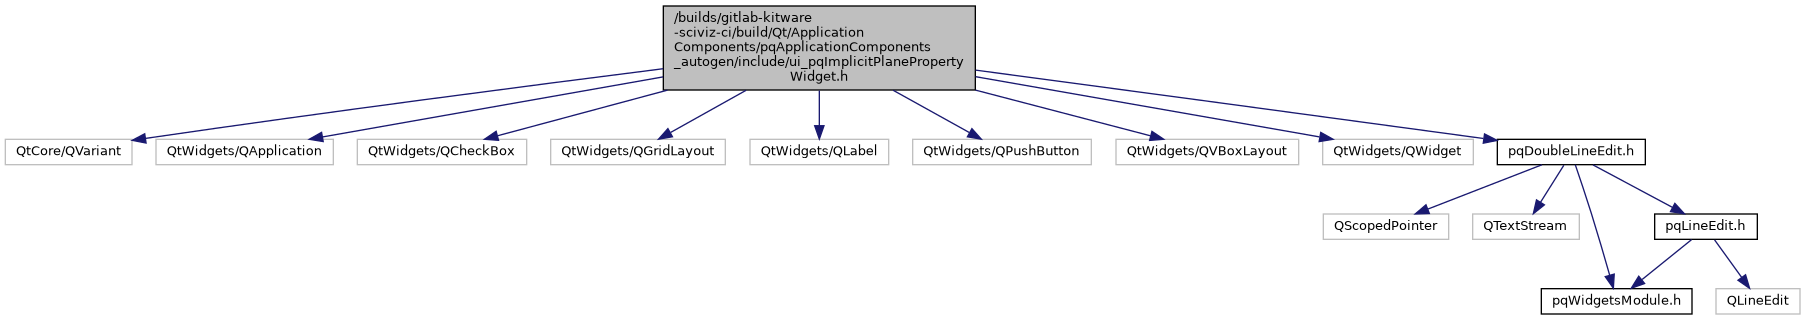 /builds/gitlab-kitware
-sciviz-ci/build/Qt/Application
Components/pqApplicationComponents
_autogen/include/ui_pqImplicitPlaneProperty
Widget.h
QtCore/QVariant
QtWidgets/QApplication
QtWidgets/QCheckBox
QtWidgets/QGridLayout
QtWidgets/QLabel
QtWidgets/QPushButton
QtWidgets/QVBoxLayout
QtWidgets/QWidget
pqDoubleLineEdit.h
QScopedPointer
QTextStream
pqLineEdit.h
pqWidgetsModule.h
QLineEdit